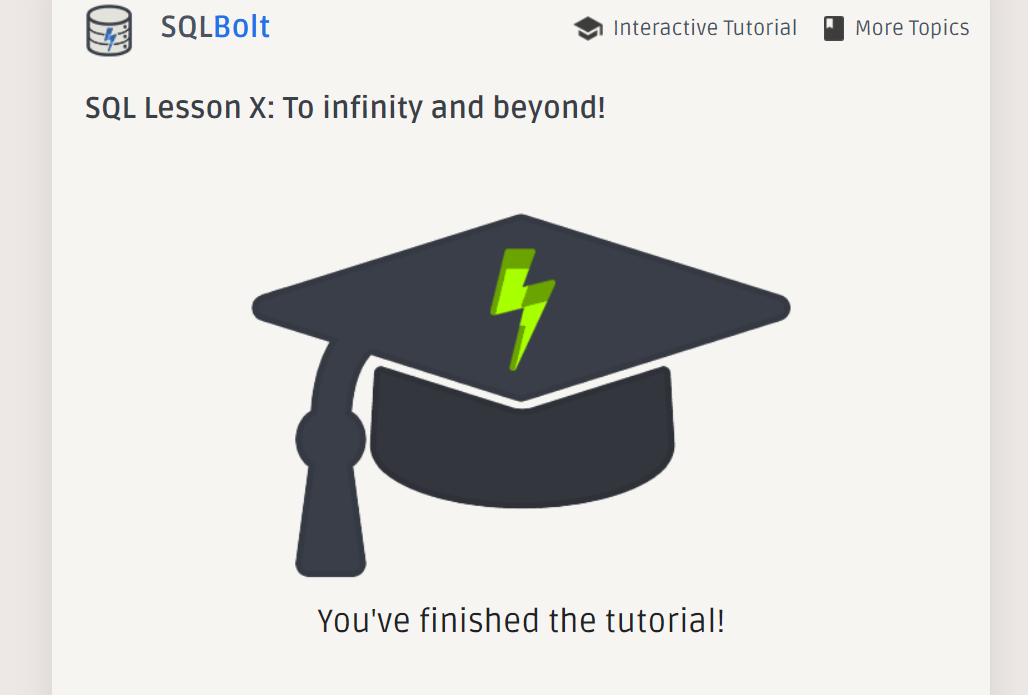 SQLBolt
Interactive Tutorial
More Topics
SQL Lesson X: To infinity and beyond!
You've finished the tutorial!